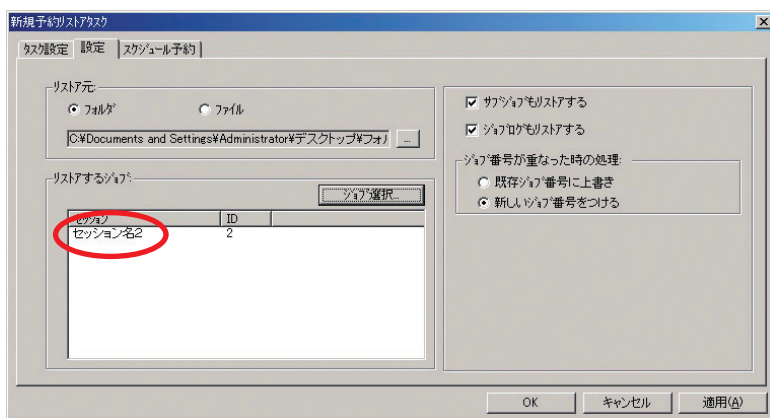 新規予約リストアタスク
タスク設定 設定 スケジュール予約
リストア元:
フォルダ ファイル
C:¥Documents and Settings¥Administrator¥デスクトップ¥フォル ...
リストアするジョブ:
ジョブ選択...
セッション ID
セッション名2 2
サブジョブもリストアする
ジョブログもリストアする
ジョブ番号が重なった時の処理:
既存ジョブ番号に上書き
新しいジョブ番号をつける
OK キャンセル 適用(A)